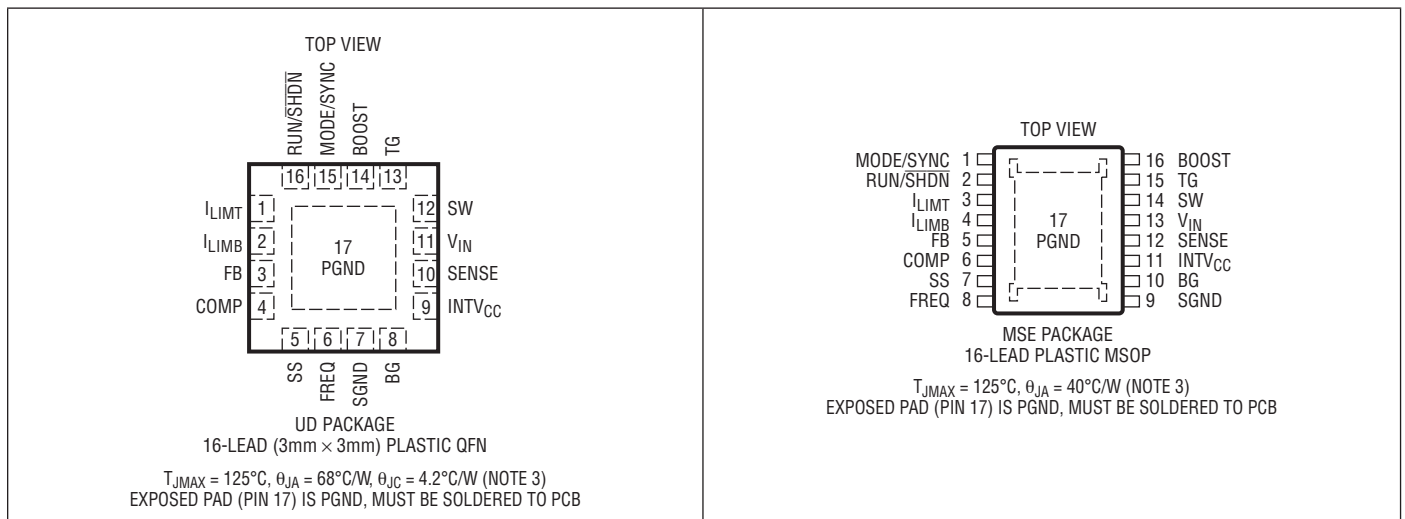 TOP VIEW
RUN/SHDN
MODE/SYNC
BOOST
TG
16 15 14 13
ILIMT 1
ILIMB 2
FB 3
COMP 4
17
PGND
12 SW
11 VIN
10 SENSE
9 INTVCC
5 6 7 8
SS
FREQ
SGND
BG
UD PACKAGE
16-LEAD (3mm × 3mm) PLASTIC QFN
TJMAX = 125°C, θJA = 68°C/W, θJC = 4.2°C/W (NOTE 3)
EXPOSED PAD (PIN 17) IS PGND, MUST BE SOLDERED TO PCB
TOP VIEW
MODE/SYNC 1
RUN/SHDN 2
ILIMT 3
ILIMB 4
FB 5
COMP 6
SS 7
FREQ 8
17
PGND
16 BOOST
15 TG
14 SW
13 VIN
12 SENSE
11 INTVCC
10 BG
9 SGND
MSE PACKAGE
16-LEAD PLASTIC MSOP
TJMAX = 125°C, θJA = 40°C/W (NOTE 3)
EXPOSED PAD (PIN 17) IS PGND, MUST BE SOLDERED TO PCB